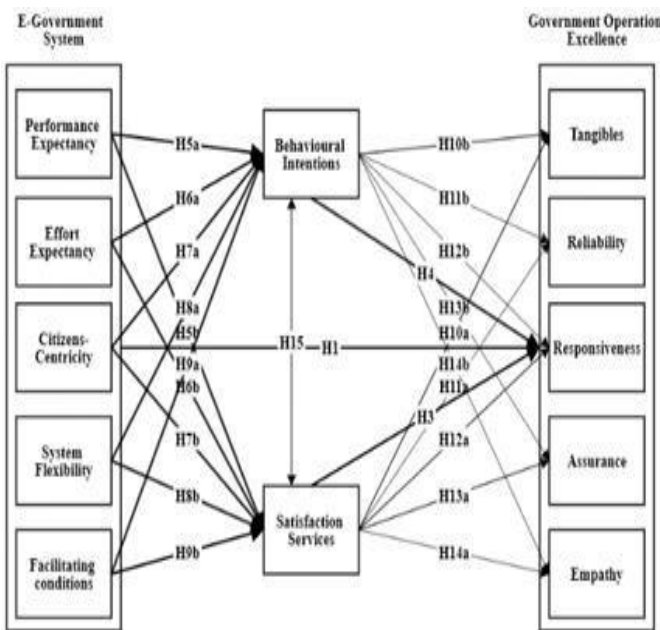 E-Government
System
Government Operation
Excellence
Performance
Expectancy
Effort
Expectancy
Citizens-
Centricity
System
Flexibility
Facilitating
conditions
H5a
H6a
H7a
H8a
H5b
H9a
H6b
H7b
H8b
H9b
Behavioural
Intentions
H15
H1
Satisfaction
Services
H10b
H11b
H12b
H4
H13b
H10a
H14b
H11a
H3
H12a
H13a
H14a
Tangibles
Reliability
Responsiveness
Assurance
Empathy